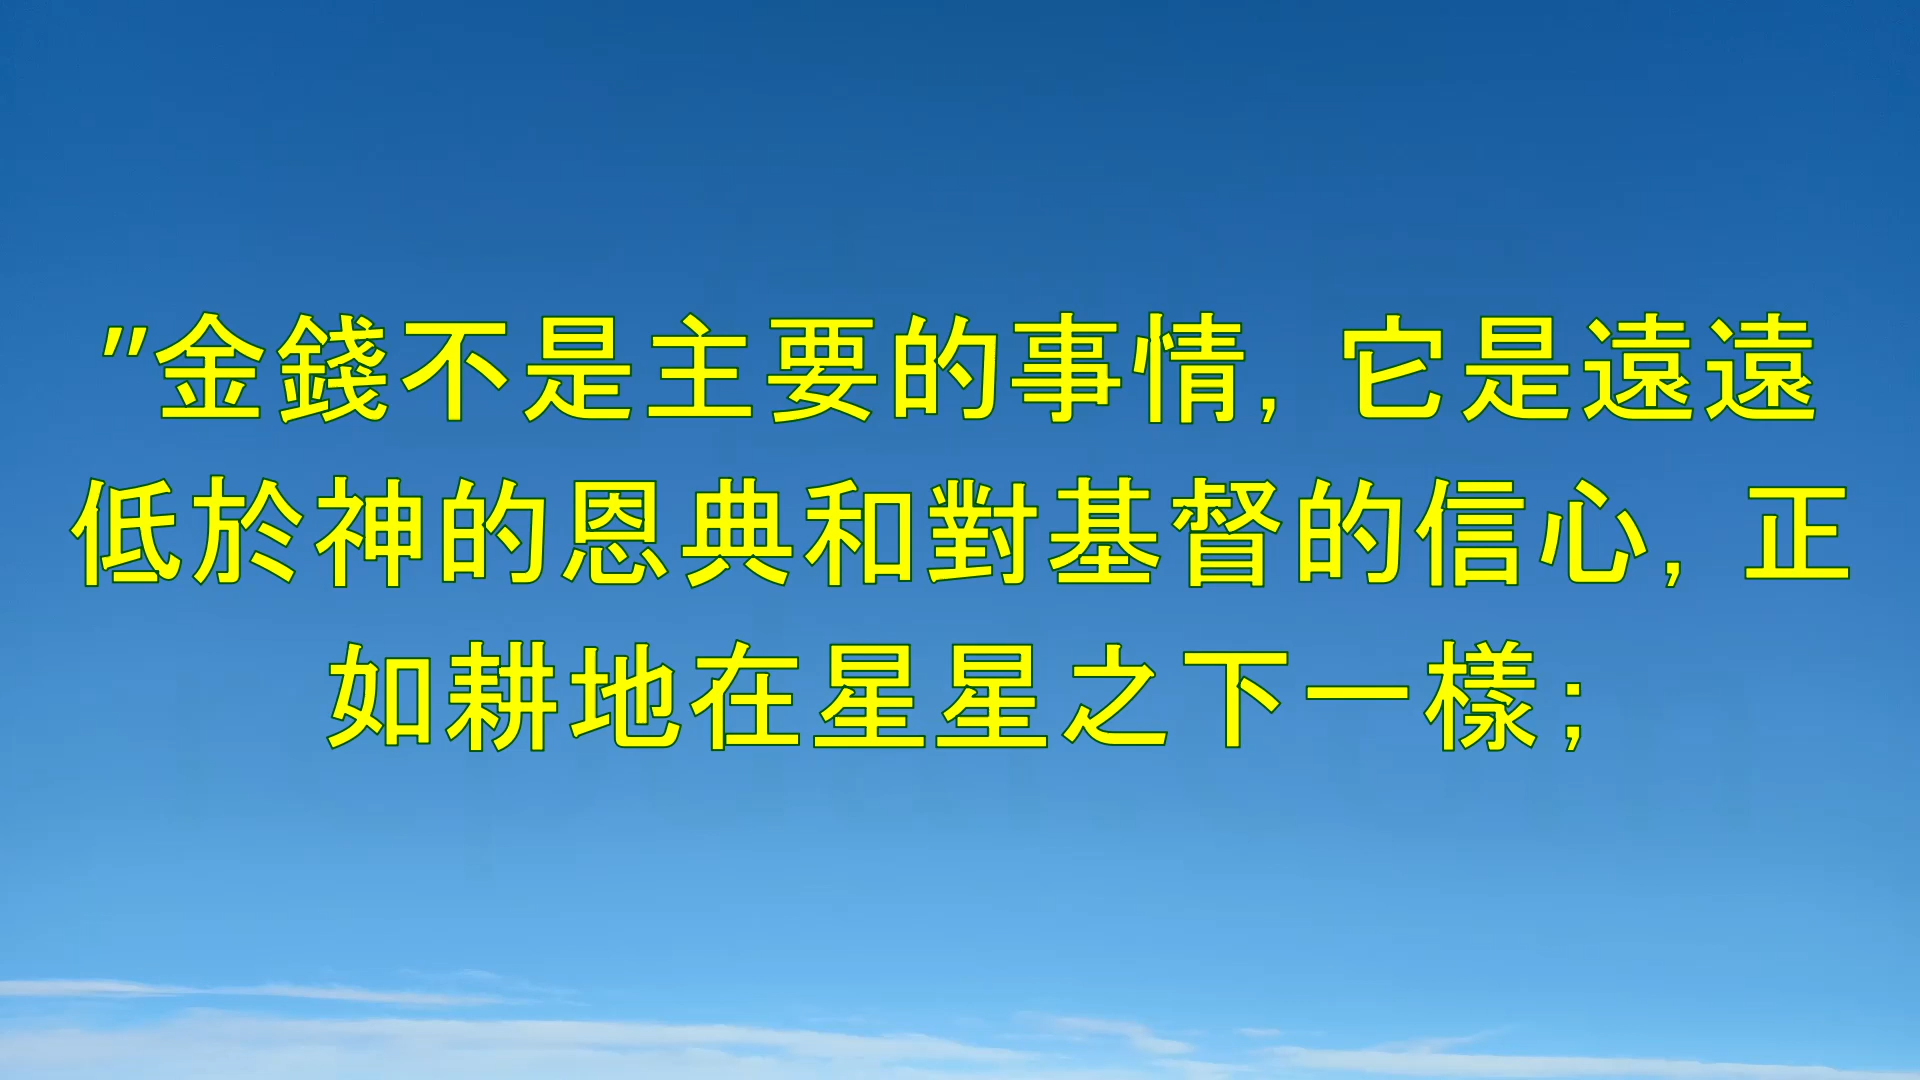 "金錢不是主要的事情, 它是遠遠
低於神的恩典和對基督的信心, 正
如耕地在星星之下一樣;